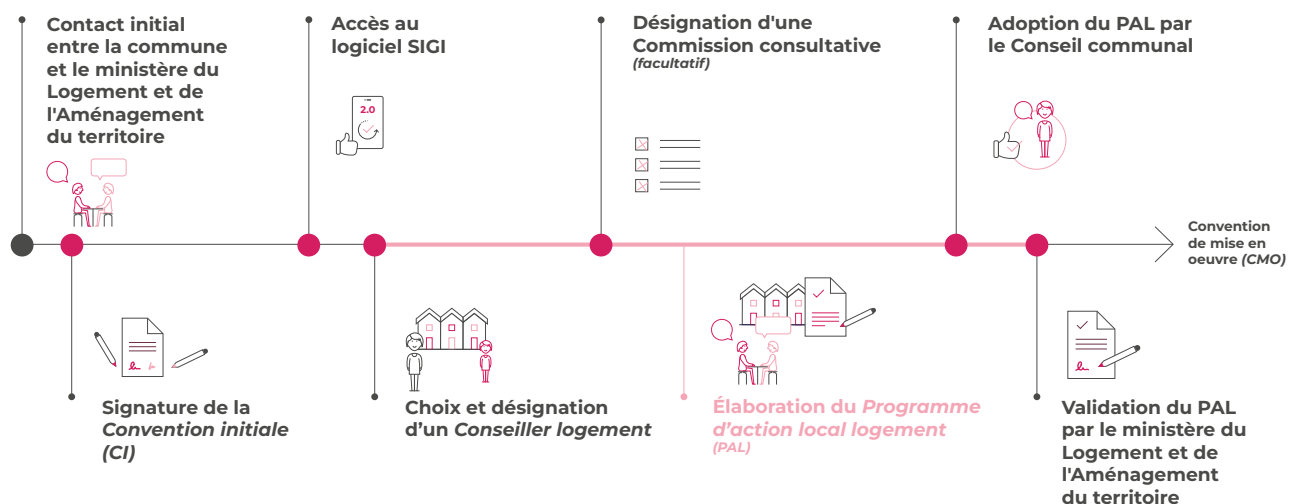 Contact initial
entre la commune
et le ministère du
Logement et de
l'Aménagement
du territoire
Accès au
logiciel SIGI
2.0
Désignation d'une
Commission consultative
(facultatif)
Adoption du PAL par
le Conseil communal
Convention
de mise en
oeuvre (CMO)
Signature de la
Convention initiale
(CI)
Choix et désignation
d’un Conseiller logement
Élaboration du Programme
d’action local logement
(PAL)
Validation du PAL
par le ministère du
Logement et de
l'Aménagement
du territoire